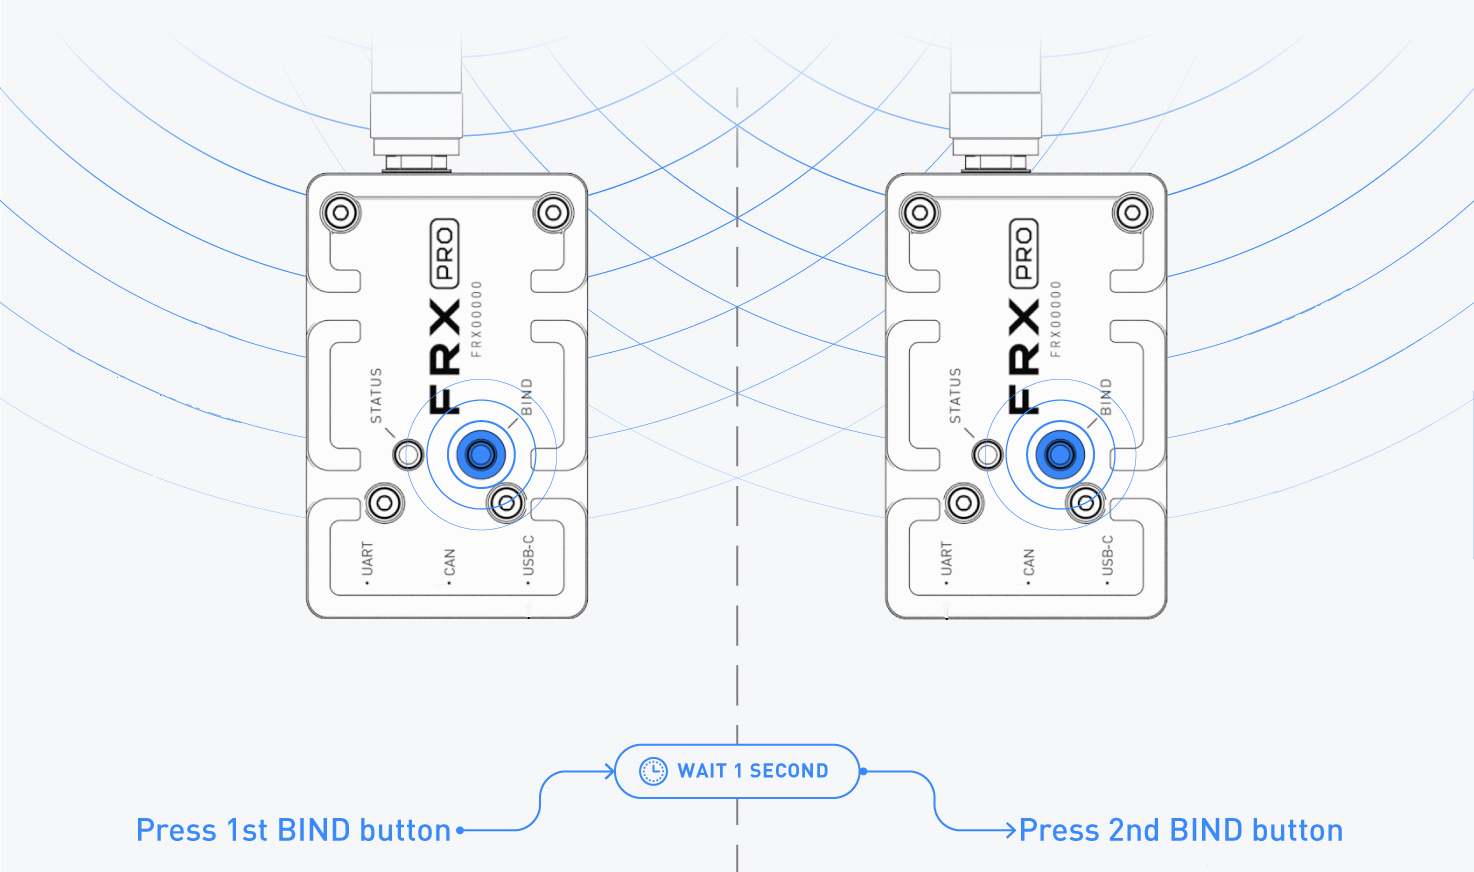 PRO
FRX
FRX00000
STATUS
BIND
UART
CAN
USB-C
PRO
FRX
FRX00000
STATUS
BIND
UART
CAN
USB-C
WAIT 1 SECOND
Press 1st BIND button
Press 2nd BIND button